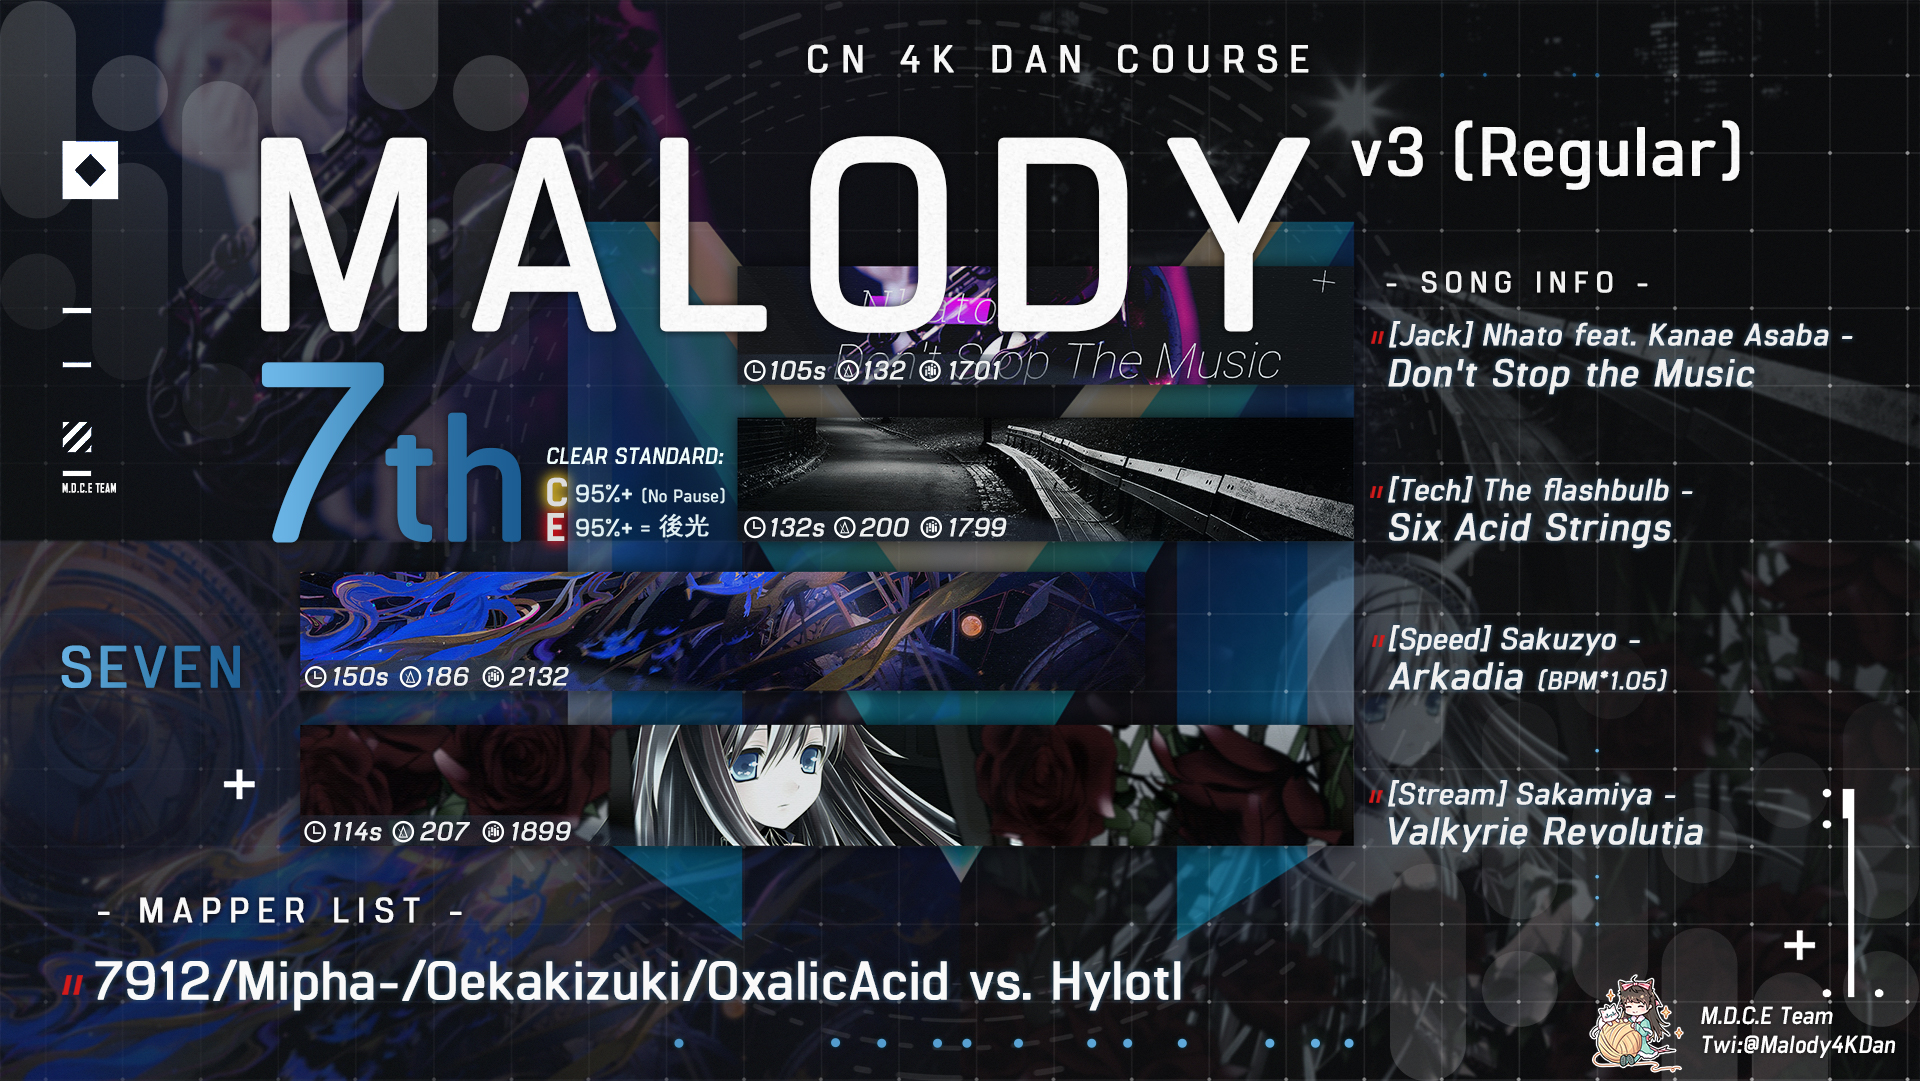 CN 4K DAN COURSE
MALODY
v3 (Regular)
7th
CLEAR STANDARD:
C 95%+ (No Pause)
E 95%+ = 後光
SEVEN
M.D.C.E TEAM
Nhato
Don't Stop The Music
105s 132 1701
132s 200 1799
150s 186 2132
114s 207 1899
- SONG INFO -
[Jack] Nhato feat. Kanae Asaba -
Don't Stop the Music
[Tech] The flashbulb -
Six Acid Strings
[Speed] Sakuzyo -
Arkadia (BPM*1.05)
[Stream] Sakamiya -
Valkyrie Revolutia
- MAPPER LIST -
7912/Mipha-/Oekakizuki/OxalicAcid vs. Hylotl
M.D.C.E Team
Twi:@Malody4KDan